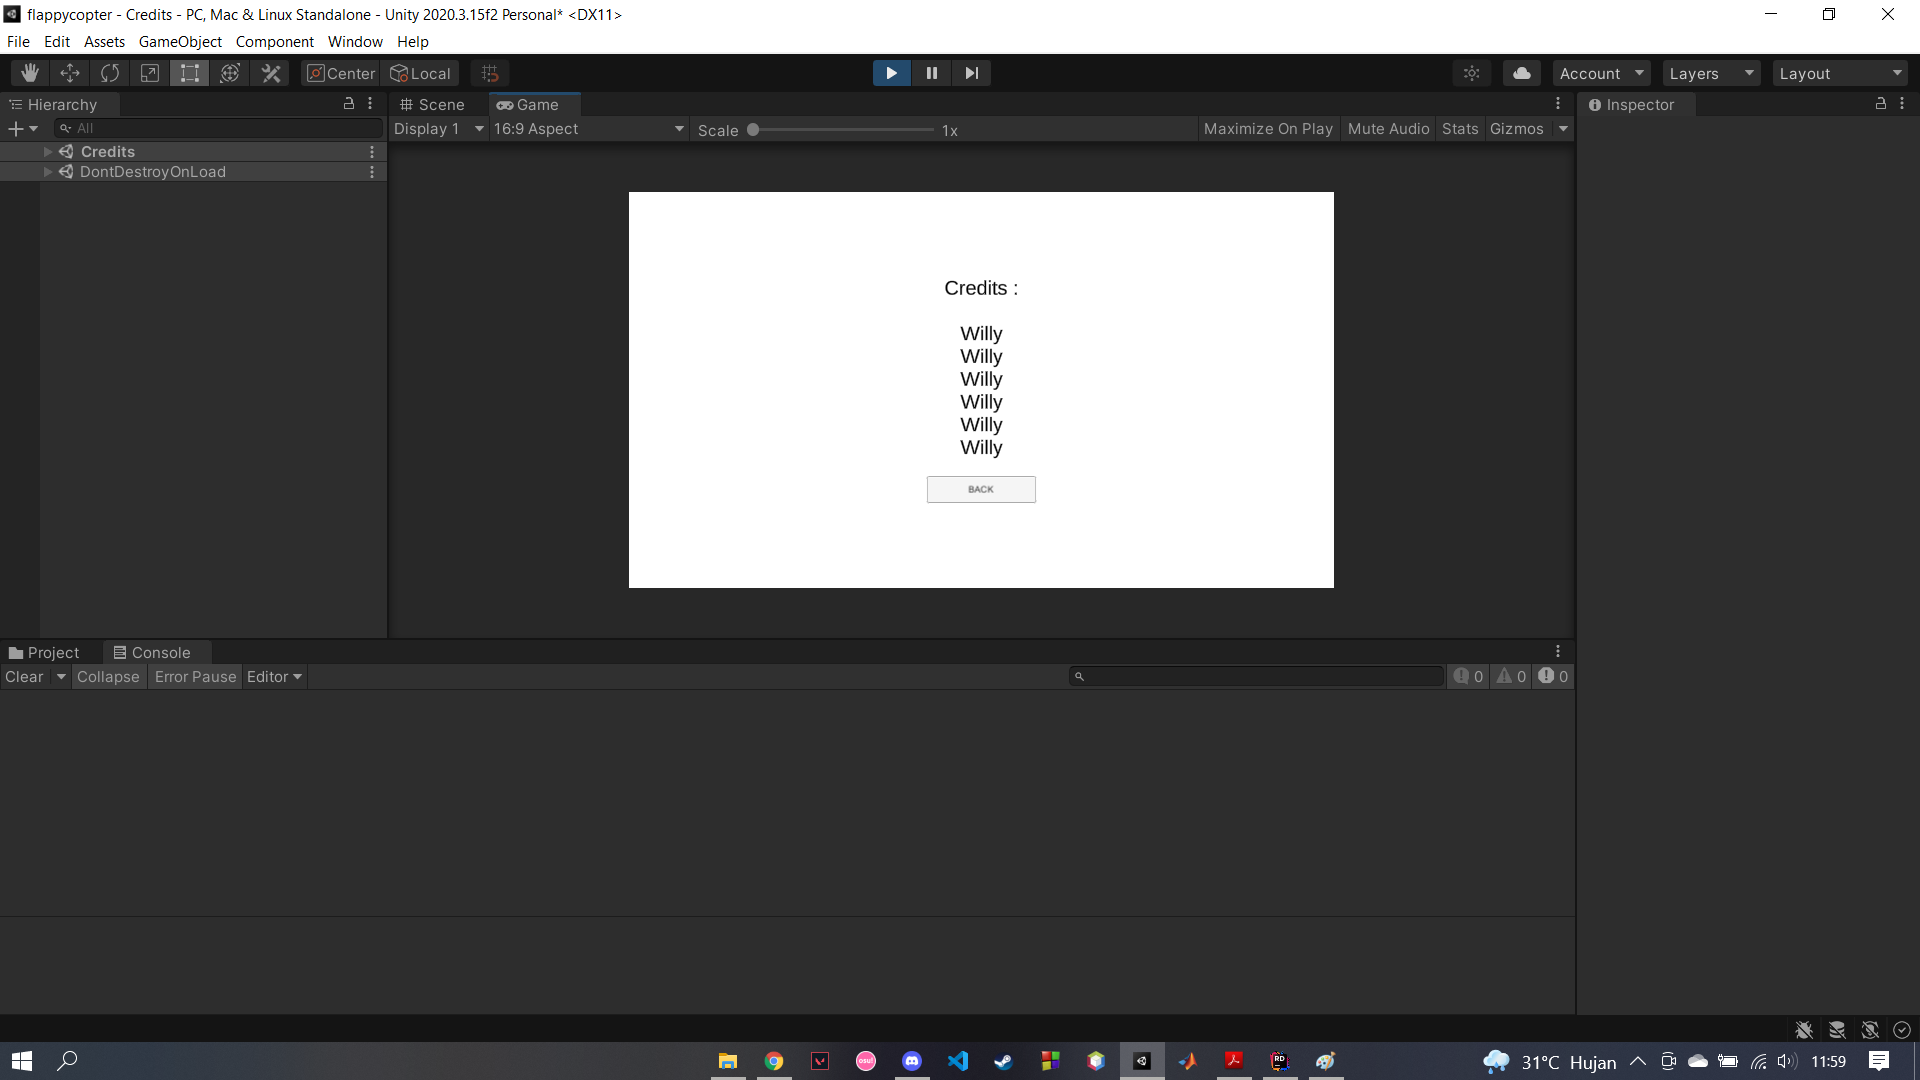 flappycopter - Credits - PC, Mac & Linux Standalone - Unity 2020.3.15f2 Personal* <DX11>
File Edit Assets GameObject Component Window Help
Center Local Account Layers Layout
Hierarchy
All
Credits
DontDestroyOnLoad
Scene Game
Display 1 16:9 Aspect Scale 1x Maximize On Play Mute Audio Stats Gizmos
Credits :
Willy
Willy
Willy
Willy
Willy
Willy
BACK
Inspector
Project Console
Clear Collapse Error Pause Editor 0 0 0
osu! RD 31°C Hujan 11:59